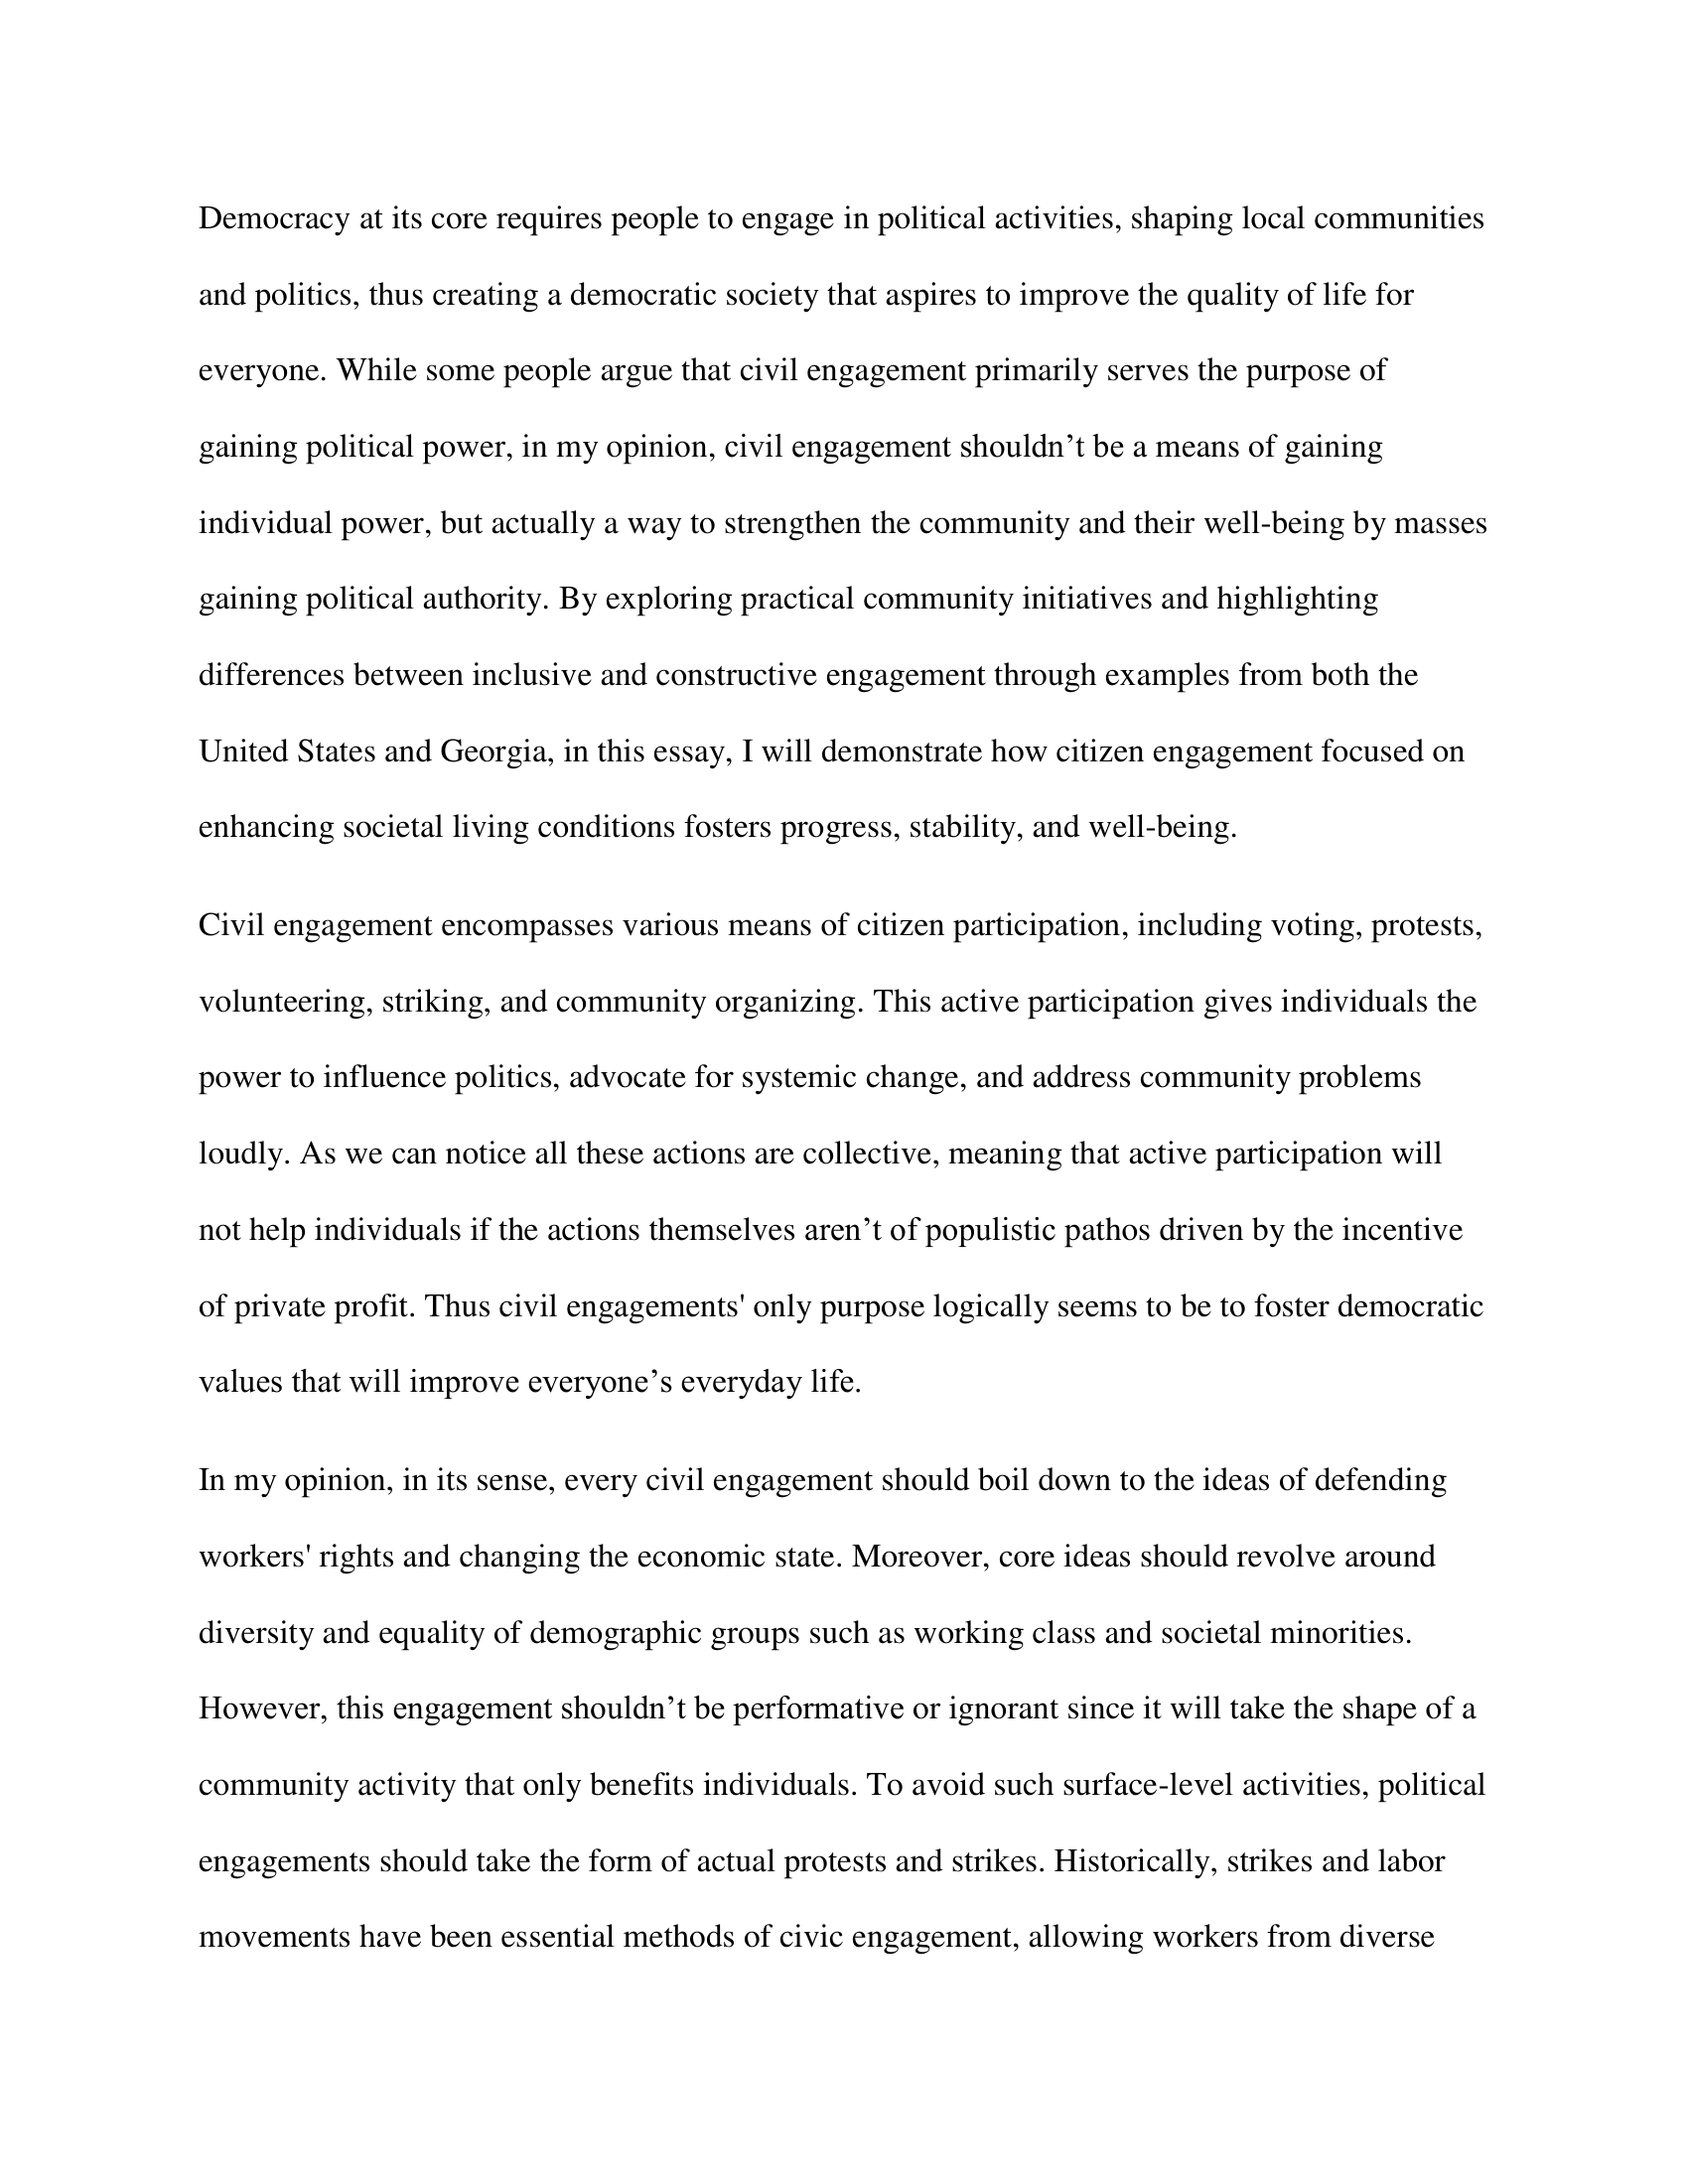 Democracy at its core requires people to engage in political activities, shaping local communities
and politics, thus creating a democratic society that aspires to improve the quality of life for
everyone. While some people argue that civil engagement primarily serves the purpose of
gaining political power, in my opinion, civil engagement shouldn’t be a means of gaining
individual power, but actually a way to strengthen the community and their well-being by masses
gaining political authority. By exploring practical community initiatives and highlighting
differences between inclusive and constructive engagement through examples from both the
United States and Georgia, in this essay, I will demonstrate how citizen engagement focused on
enhancing societal living conditions fosters progress, stability, and well-being.
Civil engagement encompasses various means of citizen participation, including voting, protests,
volunteering, striking, and community organizing. This active participation gives individuals the
power to influence politics, advocate for systemic change, and address community problems
loudly. As we can notice all these actions are collective, meaning that active participation will
not help individuals if the actions themselves aren’t of populistic pathos driven by the incentive
of private profit. Thus civil engagements' only purpose logically seems to be to foster democratic
values that will improve everyone’s everyday life.
In my opinion, in its sense, every civil engagement should boil down to the ideas of defending
workers' rights and changing the economic state. Moreover, core ideas should revolve around
diversity and equality of demographic groups such as working class and societal minorities.
However, this engagement shouldn’t be performative or ignorant since it will take the shape of a
community activity that only benefits individuals. To avoid such surface-level activities, political
engagements should take the form of actual protests and strikes. Historically, strikes and labor
movements have been essential methods of civic engagement, allowing workers from diverse